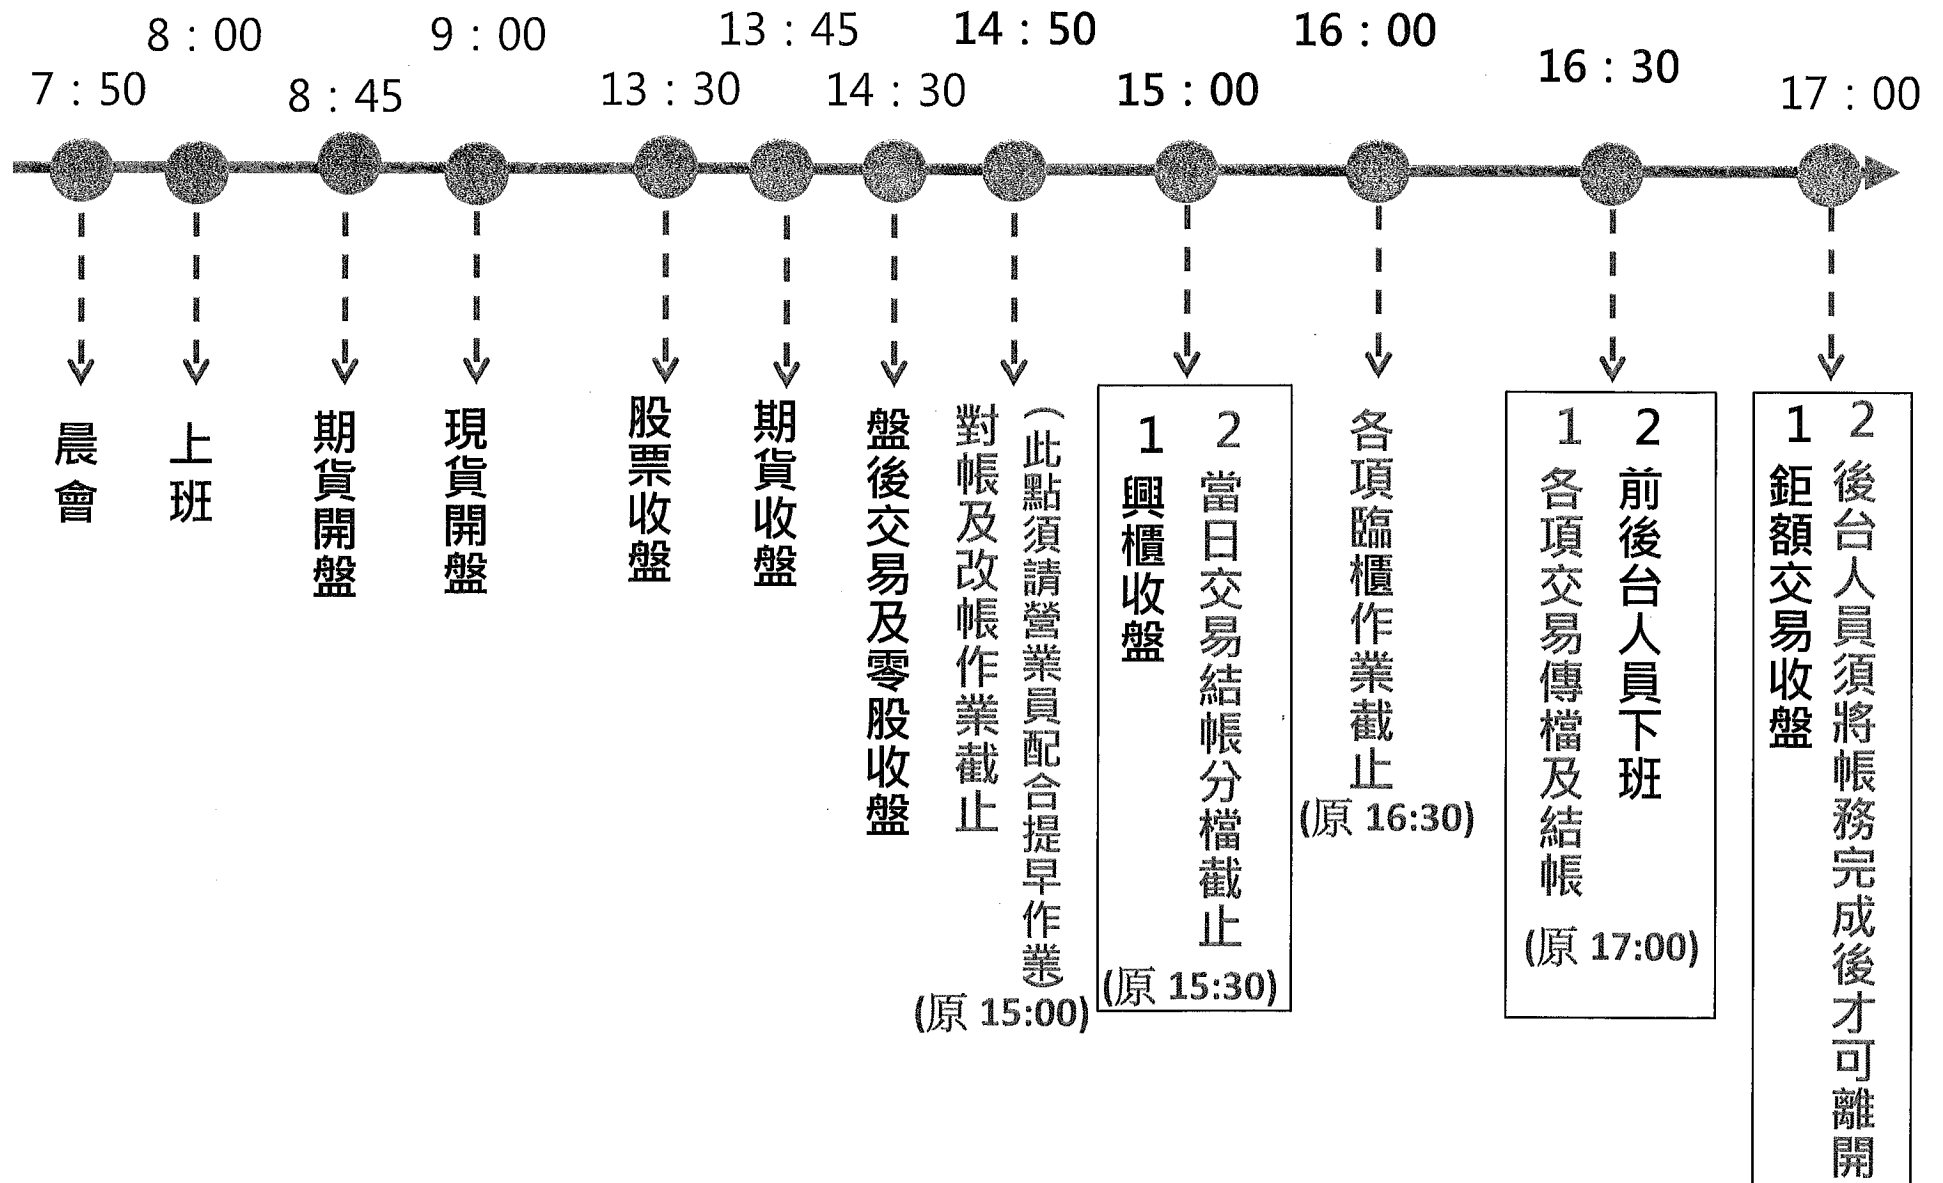 7：50
8：00
8：45
9：00
13：30
13：45
14：30
14：50
15：00
16：00
16：30
17：00
晨會
上班
期貨開盤
現貨開盤
股票收盤
期貨收盤
盤後交易及零股收盤
對帳及改帳作業截止
（此點須請營業員配合提早作業）
(原 15:00)
1 興櫃收盤
2 當日交易結帳分檔截止
(原 15:30)
各項臨櫃作業截止
(原 16:30)
1 各項交易傳檔及結帳
2 前後台人員下班
(原 17:00)
1 鉅額交易收盤
2 後台人員須將帳務完成後才可離開